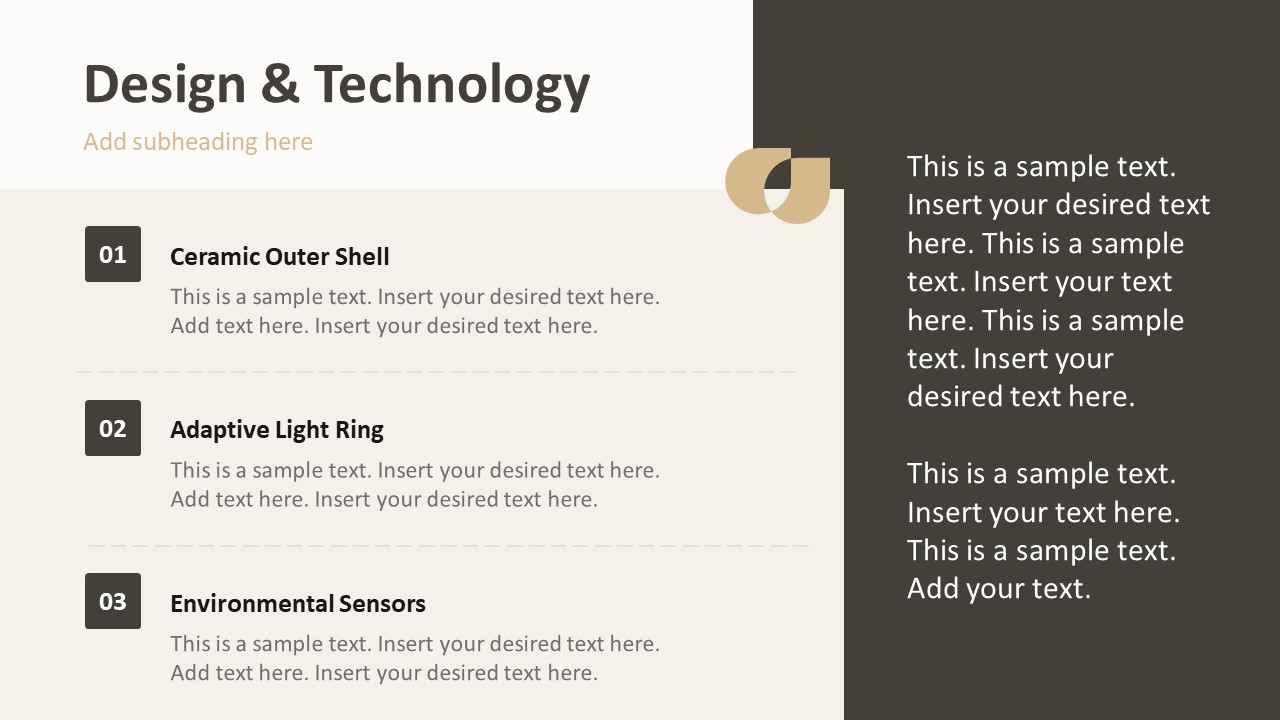 Design & Technology
Add subheading here
01
Ceramic Outer Shell
This is a sample text. Insert your desired text here.
Add text here. Insert your desired text here.
02
Adaptive Light Ring
This is a sample text. Insert your desired text here.
Add text here. Insert your desired text here.
03
Environmental Sensors
This is a sample text. Insert your desired text here.
Add text here. Insert your desired text here.
This is a sample text.
Insert your desired text
here. This is a sample
text. Insert your text
here. This is a sample
text. Insert your
desired text here.
This is a sample text.
Insert your text here.
This is a sample text.
Add your text.